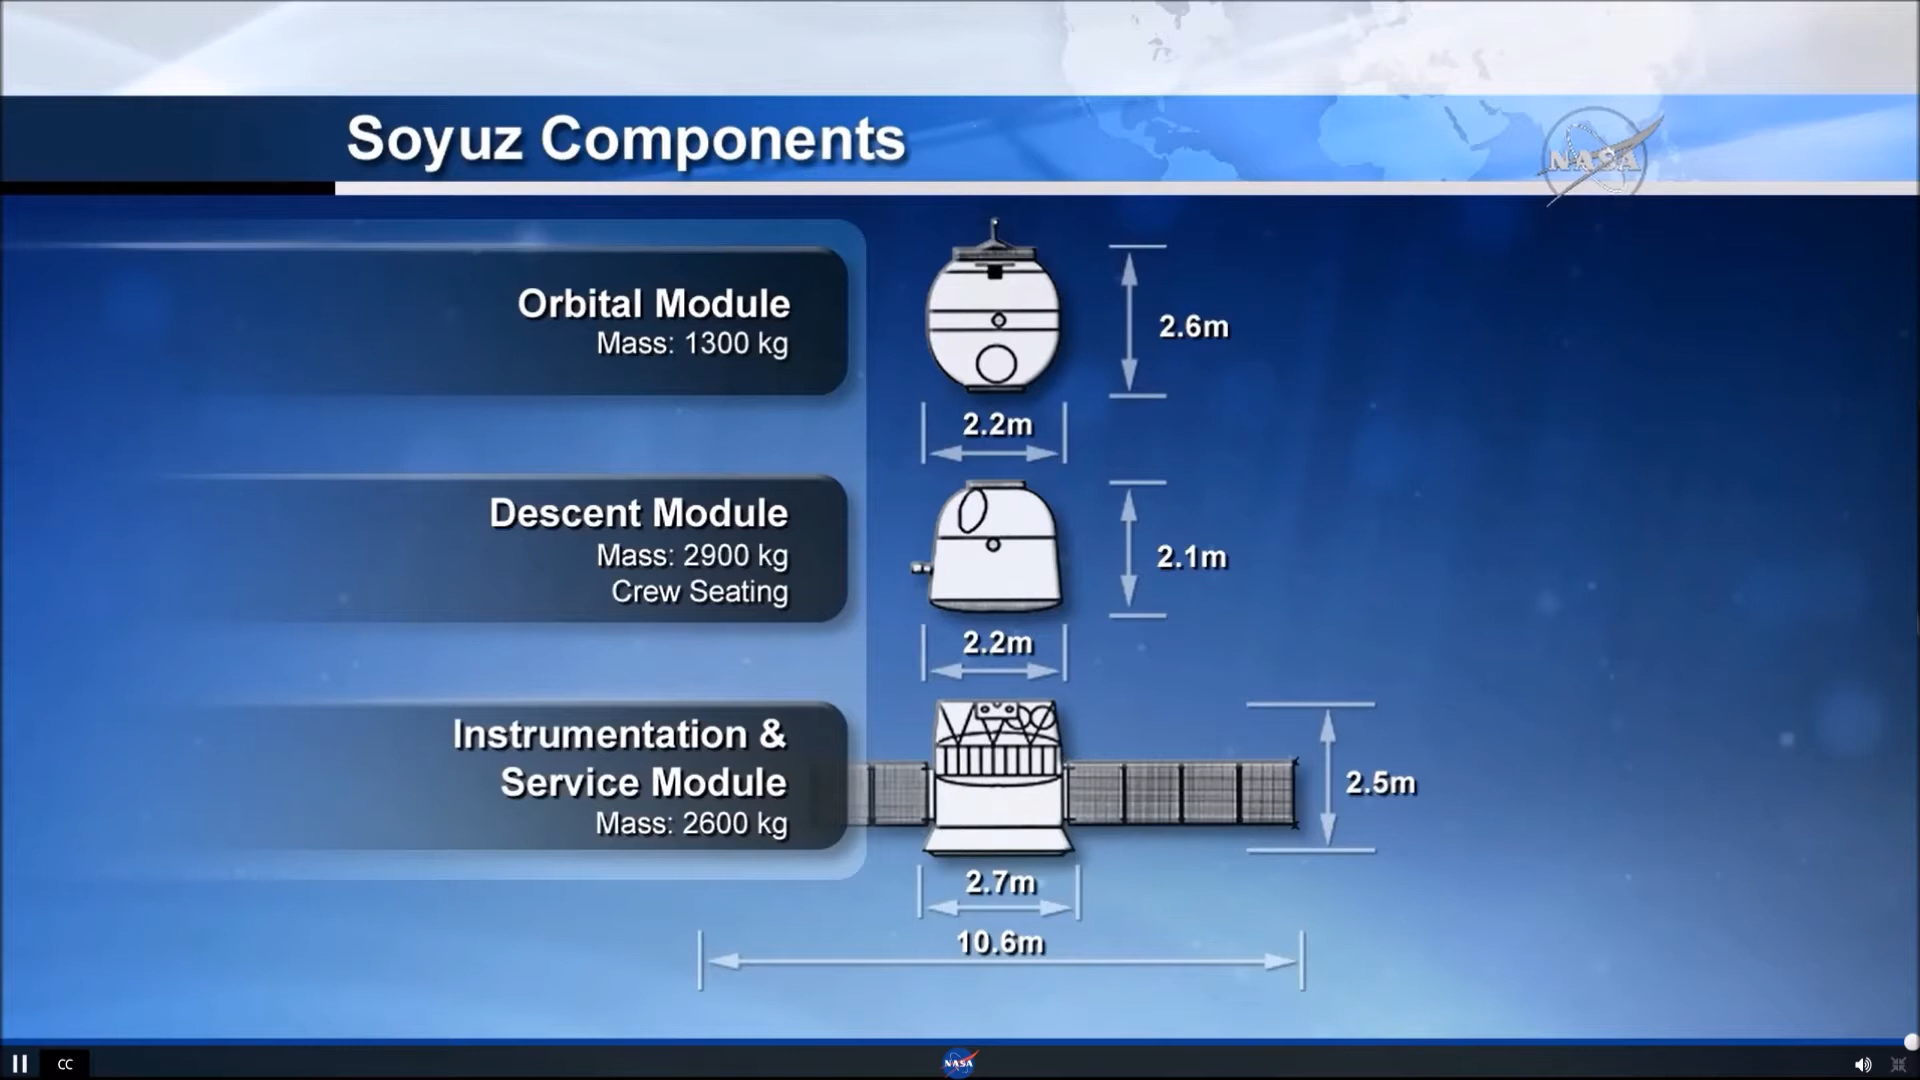 Soyuz Components
NASA
Orbital Module
Mass: 1300 kg
2.6m
2.2m
Descent Module
Mass: 2900 kg
Crew Seating
2.1m
2.2m
Instrumentation &
Service Module
Mass: 2600 kg
2.5m
2.7m
10.6m
CC
NASA